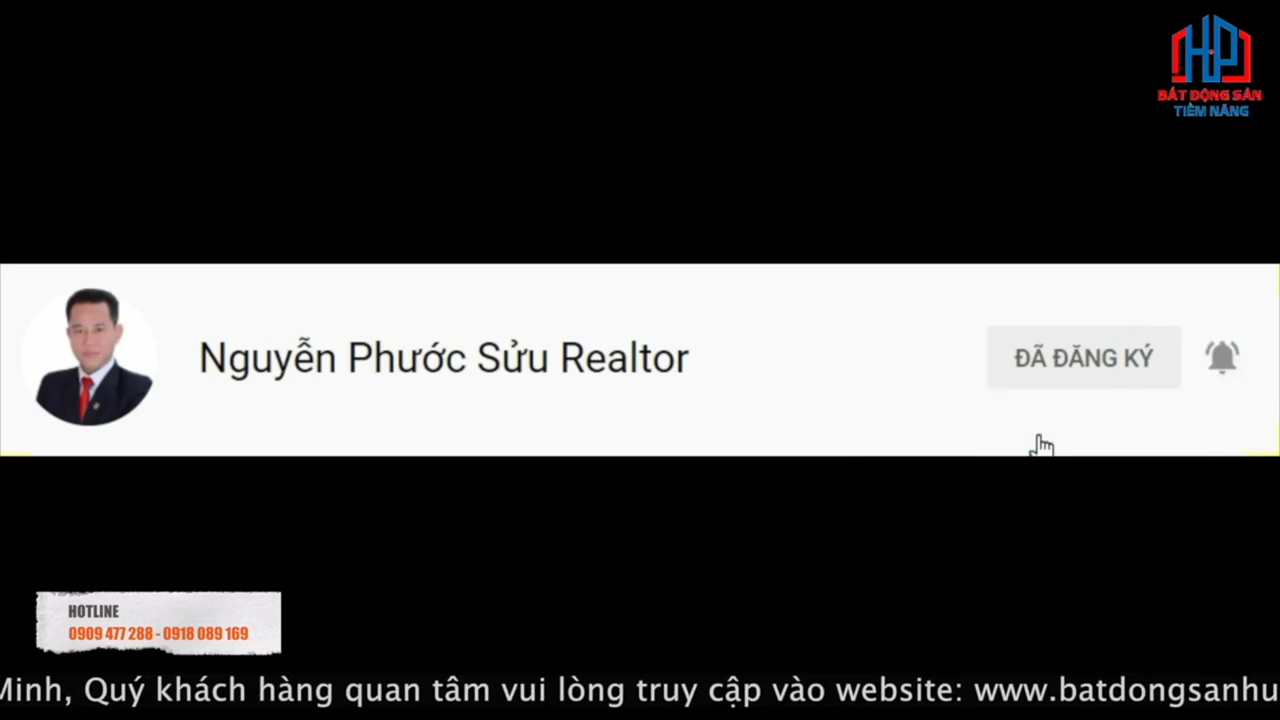 HP
BẤT ĐỘNG SẢN
TIỀM NĂNG
Nguyễn Phước Sửu Realtor
ĐÃ ĐĂNG KÝ
HOTLINE
0909 477 288 - 0918 089 169
Minh, Quý khách hàng quan tâm vui lòng truy cập vào website: www.batdongsanhu